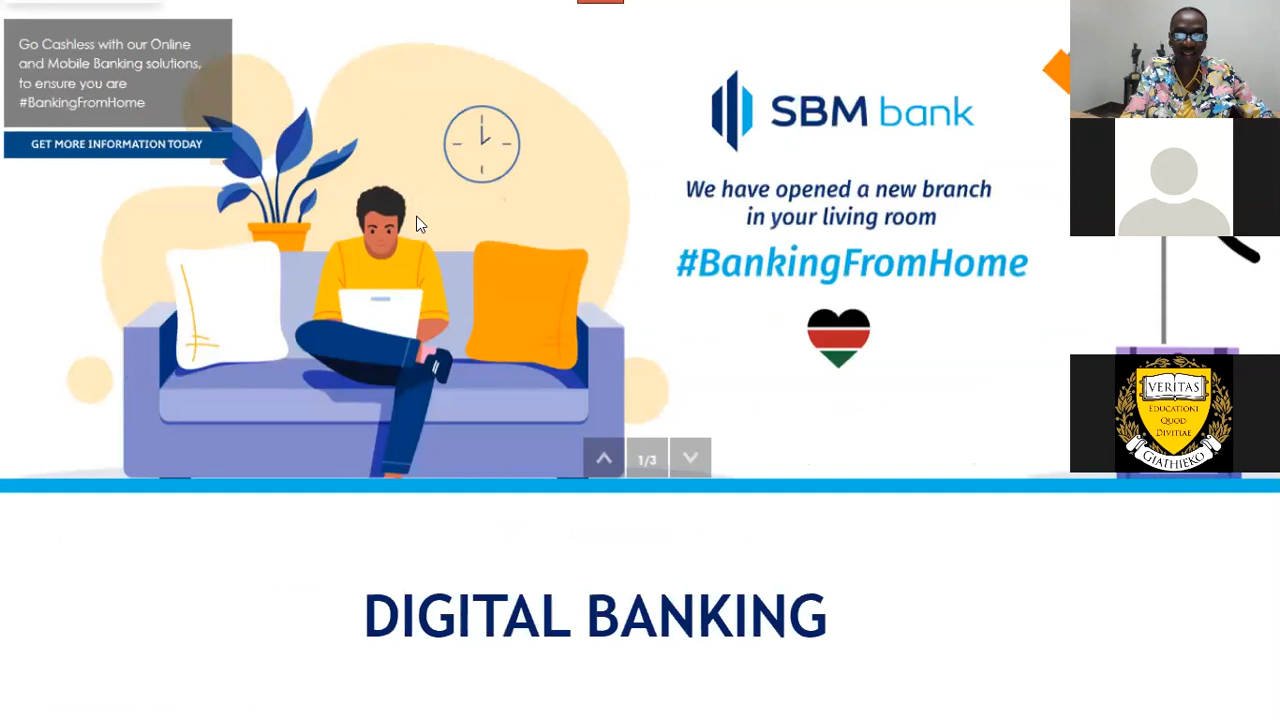 Go Cashless with our Online
and Mobile Banking solutions,
to ensure you are
#BankingFromHome
GET MORE INFORMATION TODAY
SBM bank
We have opened a new branch
in your living room
#BankingFromHome
1/3
VERITAS
EDUCATIONI
QUOD
DIVITIAE
GIATHIEKO
DIGITAL BANKING